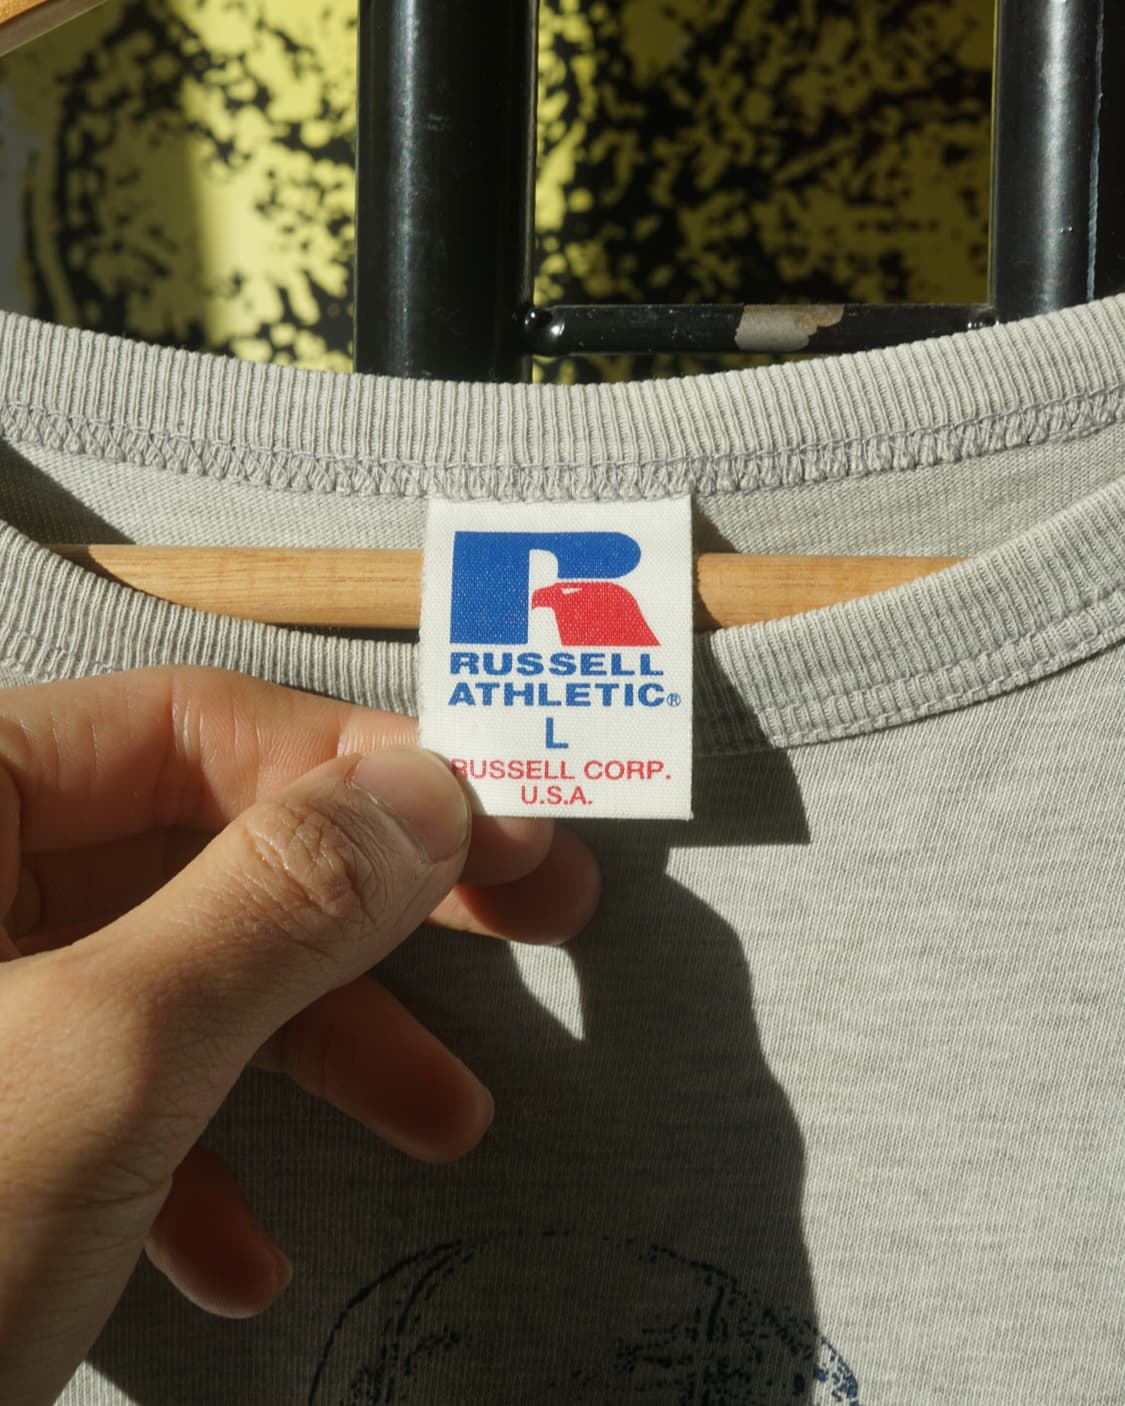 RUSSELL
ATHLETIC®
L
RUSSELL CORP.
U.S.A.